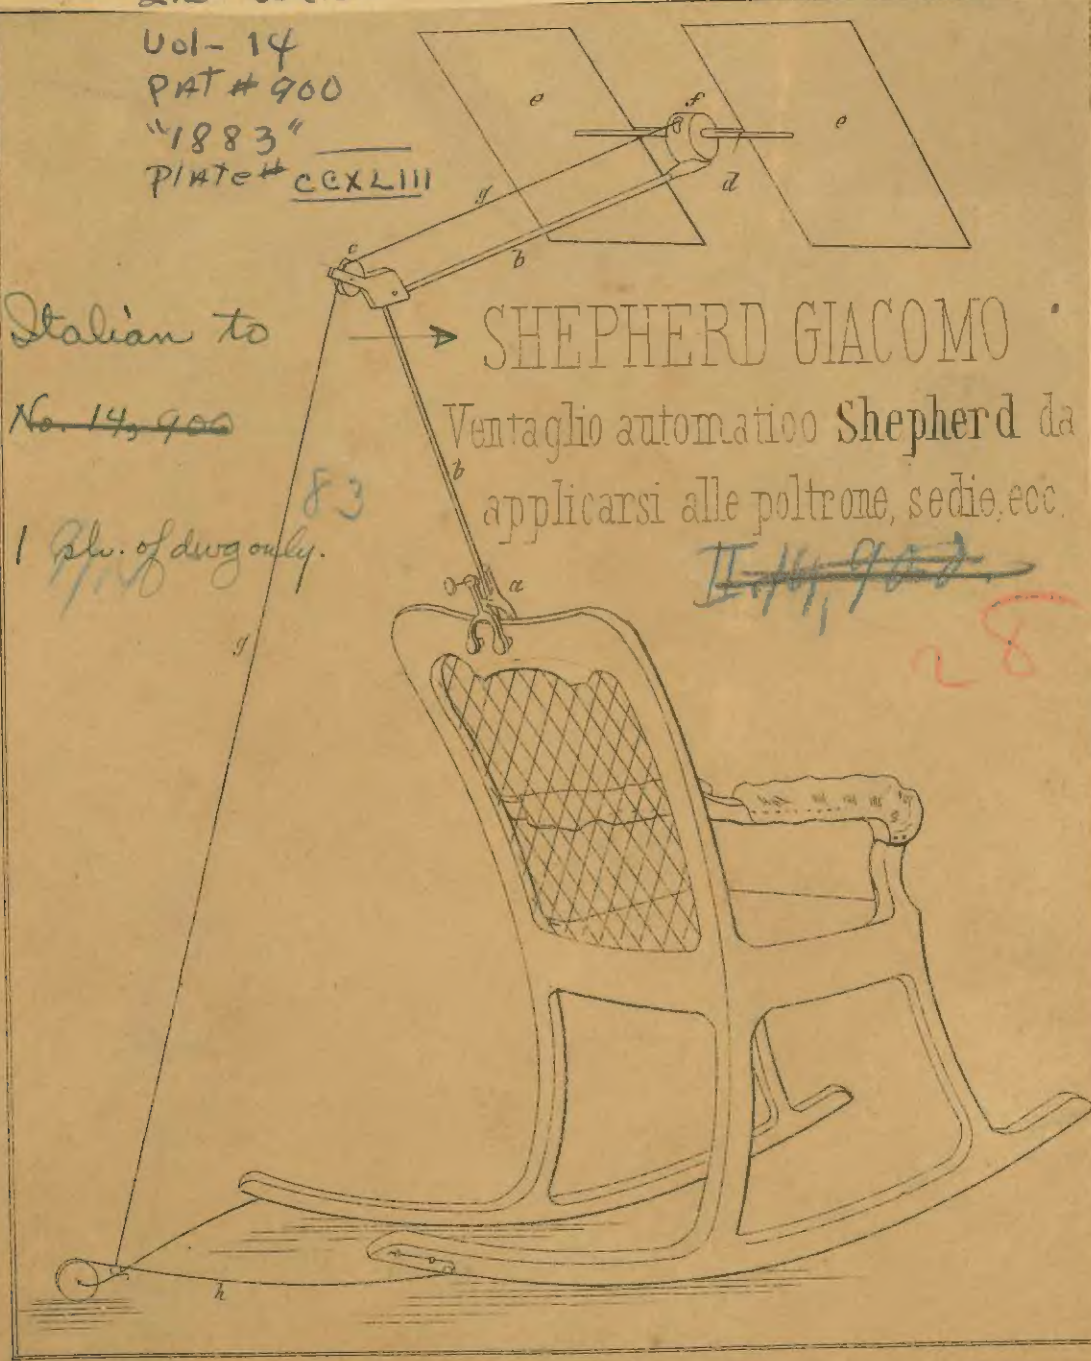 Vol- 14
PAT # 900
"1883"
PlATE # CCXLIII
e
f
e
g
d
b
c
Italian to
SHEPHERD GIACOMO
No. 14,900
Ventaglio automatico Shepherd da
b
83
applicarsi alle poltrone, sedie, ecc.
1 of dwg only.
a
28
g
h